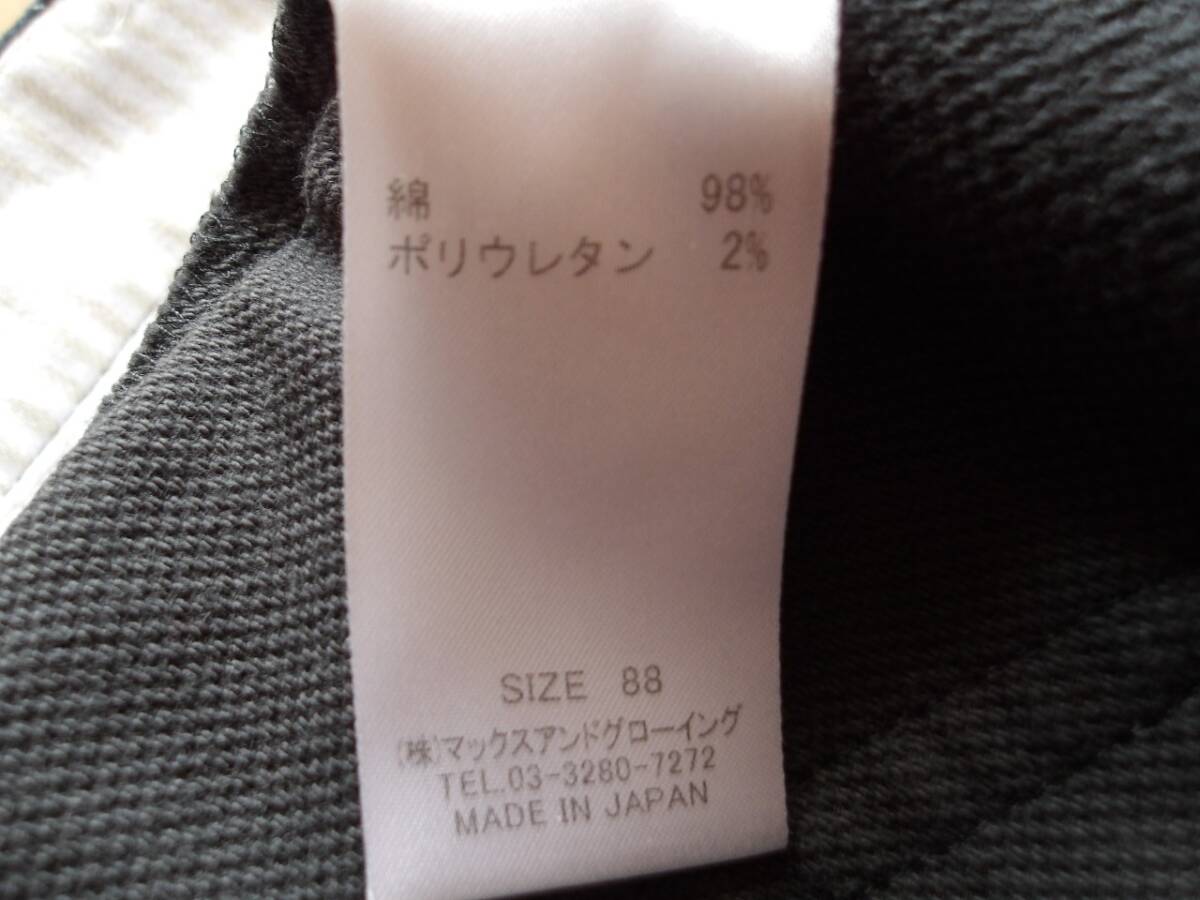 綿 98%
ポリウレタン 2%
SIZE 88
(株)マックスアンドグローイング
TEL.03-3280-7272
MADE IN JAPAN